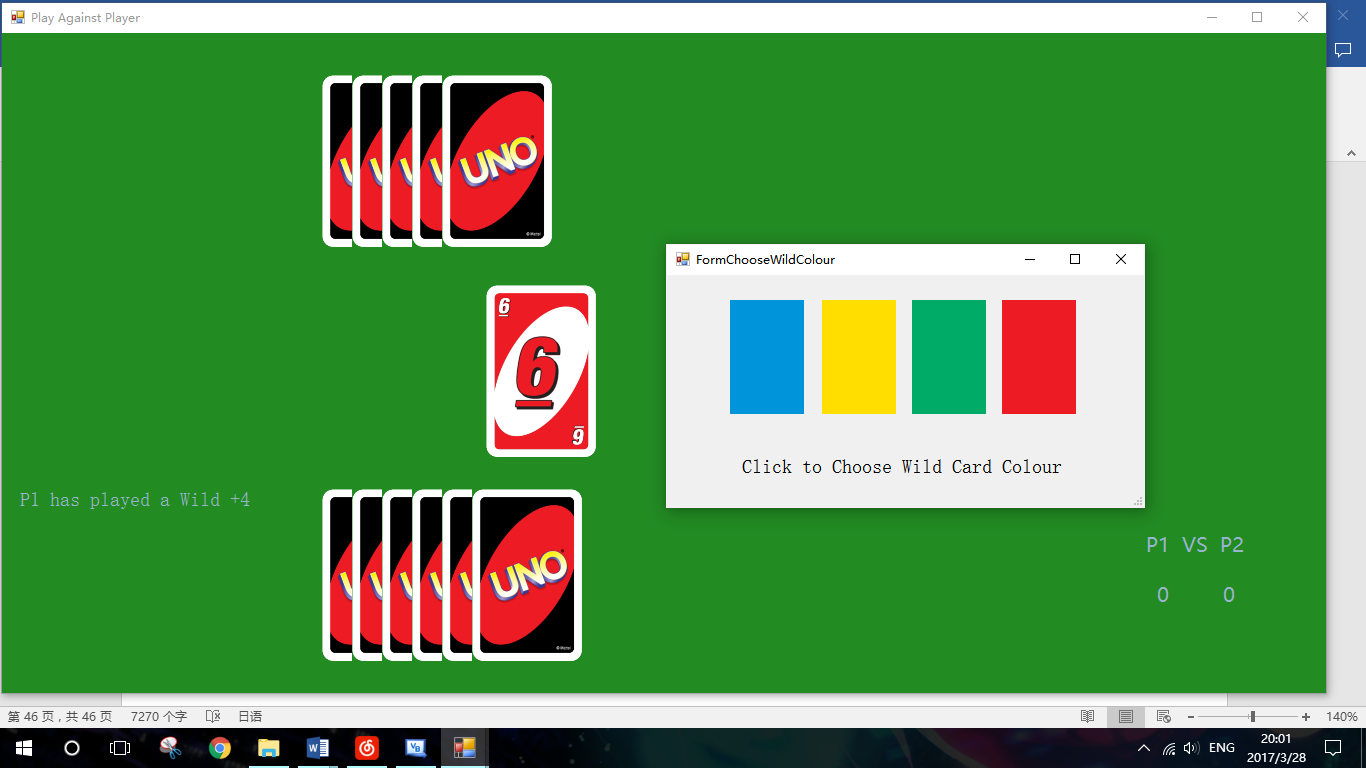 Play Against Player
UNO
©Mattel
FormChooseWildColour
6
6
6
Click to Choose Wild Card Colour
P1 has played a Wild +4
UNO
©Mattel
P1 VS P2
0 0
第 46 页，共 46 页 7270 个字 日语 140%
20:01
ENG
2017/3/28